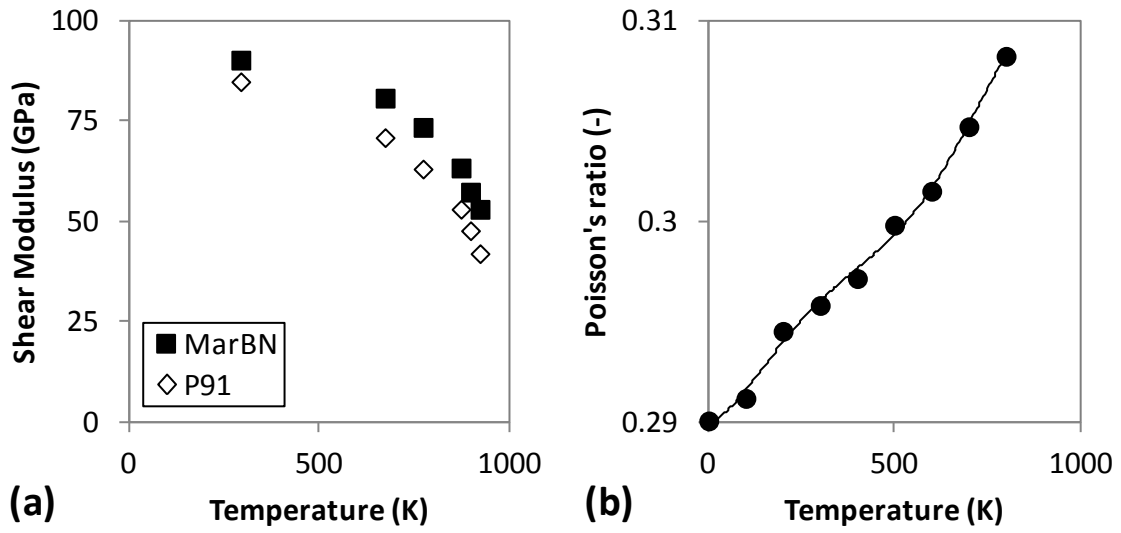 100
75
50
25
0
Shear Modulus (GPa)
MarBN
P91
0 500 1000
Temperature (K)
(a)
0.31
0.3
0.29
Poisson's ratio (-)
0 500 1000
Temperature (K)
(b)